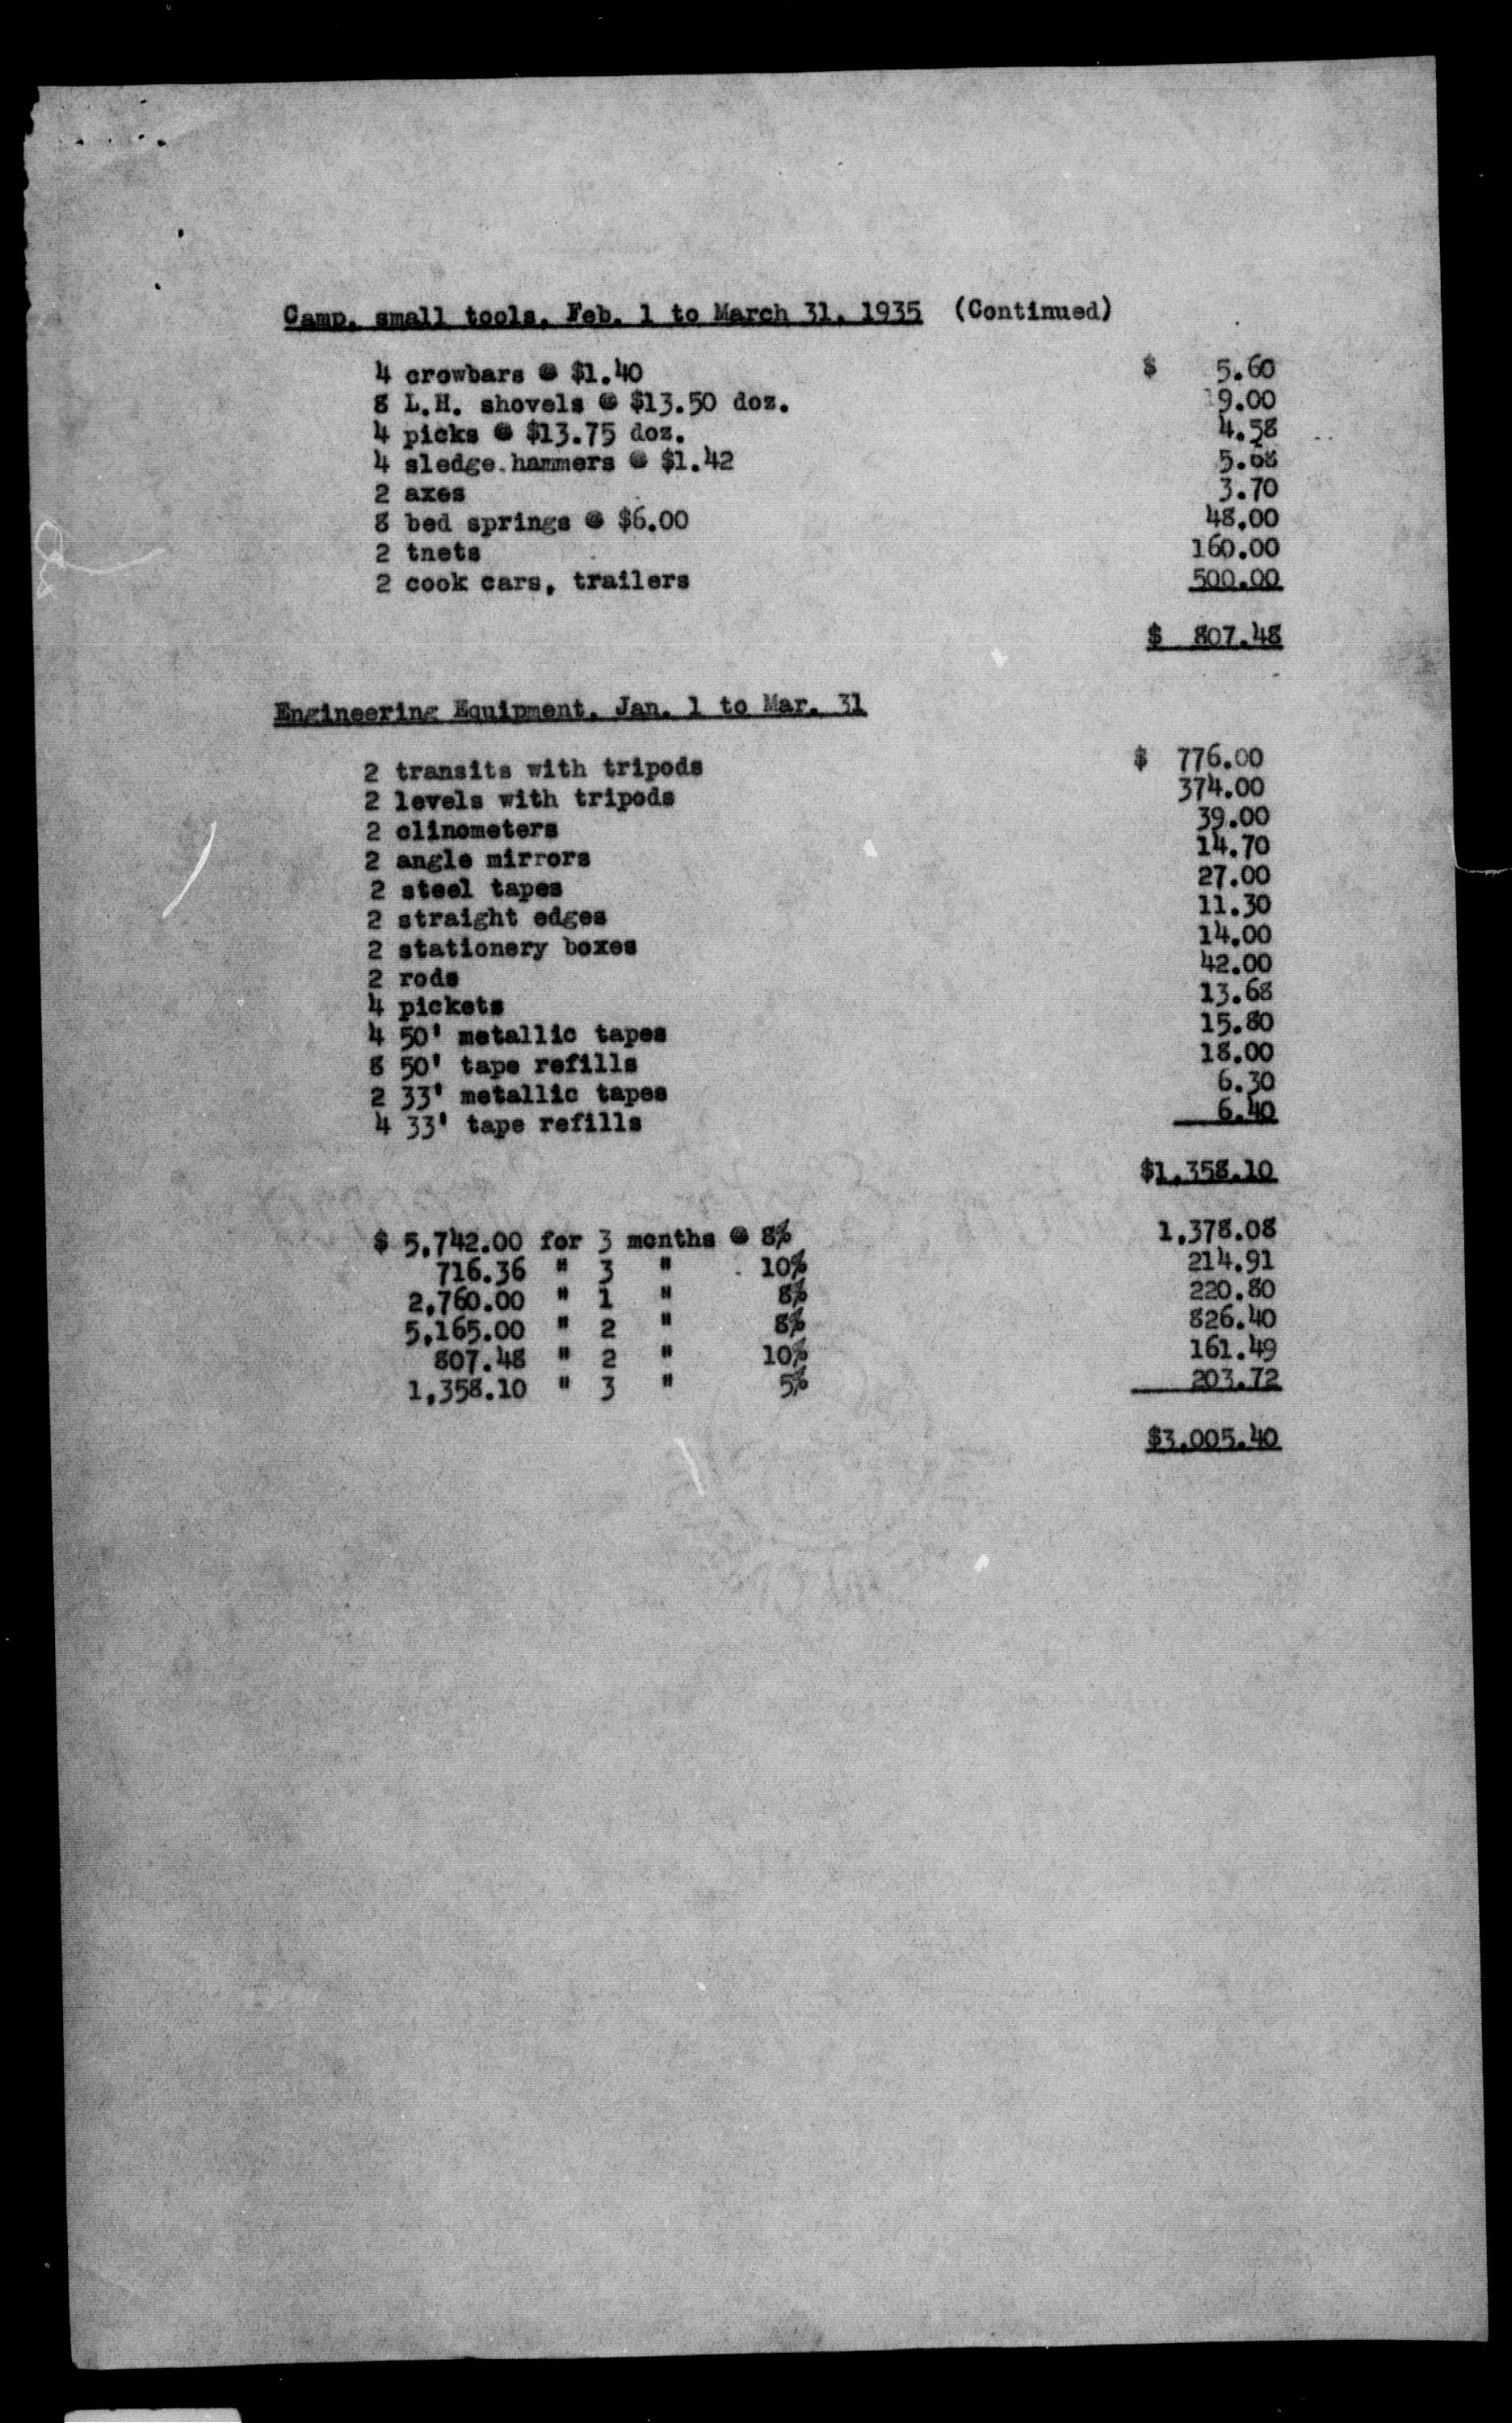 Camp, small tools, Feb. 1 to March 31, 1935 (Continued)
4 crowbars @ $1.40 $ 5.60
8 L.H. shovels @ $13.50 doz. 9.00
4 picks @ $13.75 doz. 4.58
4 sledge.hammers @ $1.42 5.68
2 axes 3.70
8 bed springs @ $6.00 48.00
2 tnets 160.00
2 cook cars, trailers 500.00
$ 807.48
Engineering Equipment, Jan. 1 to Mar. 31
2 transits with tripods $ 776.00
2 levels with tripods 374.00
2 clinometers 39.00
2 angle mirrors 14.70
2 steel tapes 27.00
2 straight edges 11.30
2 stationery boxes 14.00
2 rods 42.00
4 pickets 13.68
4 50' metallic tapes 15.80
8 50' tape refills 18.00
2 33' metallic tapes 6.30
4 33' tape refills 6.40
$1,358.10
$ 5,742.00 for 3 months @ 8% 1,378.08
716.36 " 3 " 10% 214.91
2,760.00 " 1 " 8% 220.80
5,165.00 " 2 " 8% 826.40
807.48 " 2 " 10% 161.49
1,358.10 " 3 " 5% 203.72
$3,005.40